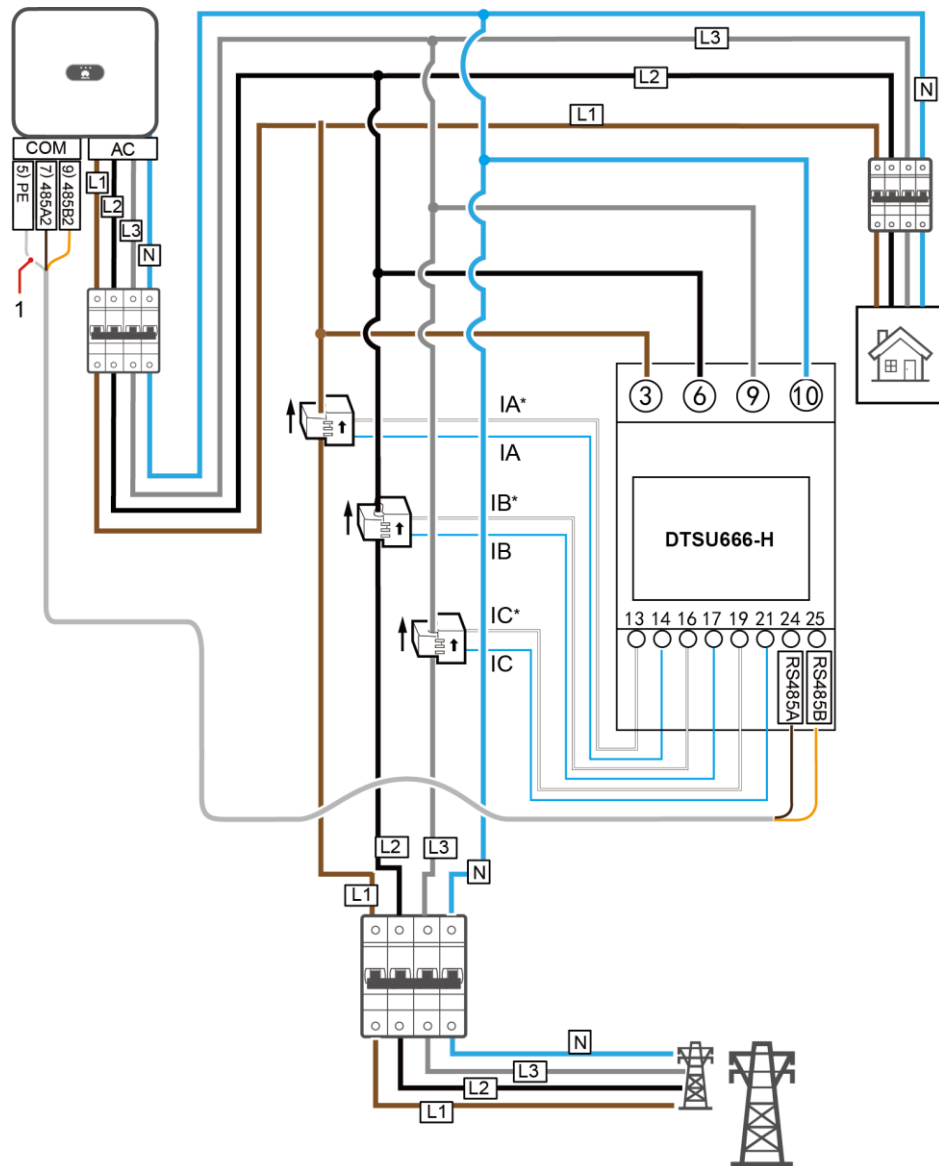 L3
L2
N
L1
COM
AC
5) PE
7) 485A2
9) 485B2
L1
L2
L3
N
1
3
6
9
10
IA*
IA
IB*
IB
DTSU666-H
IC*
IC
13 14 16 17 19 21 24 25
RS485A
RS485B
L2
L3
N
L1
N
L3
L2
L1